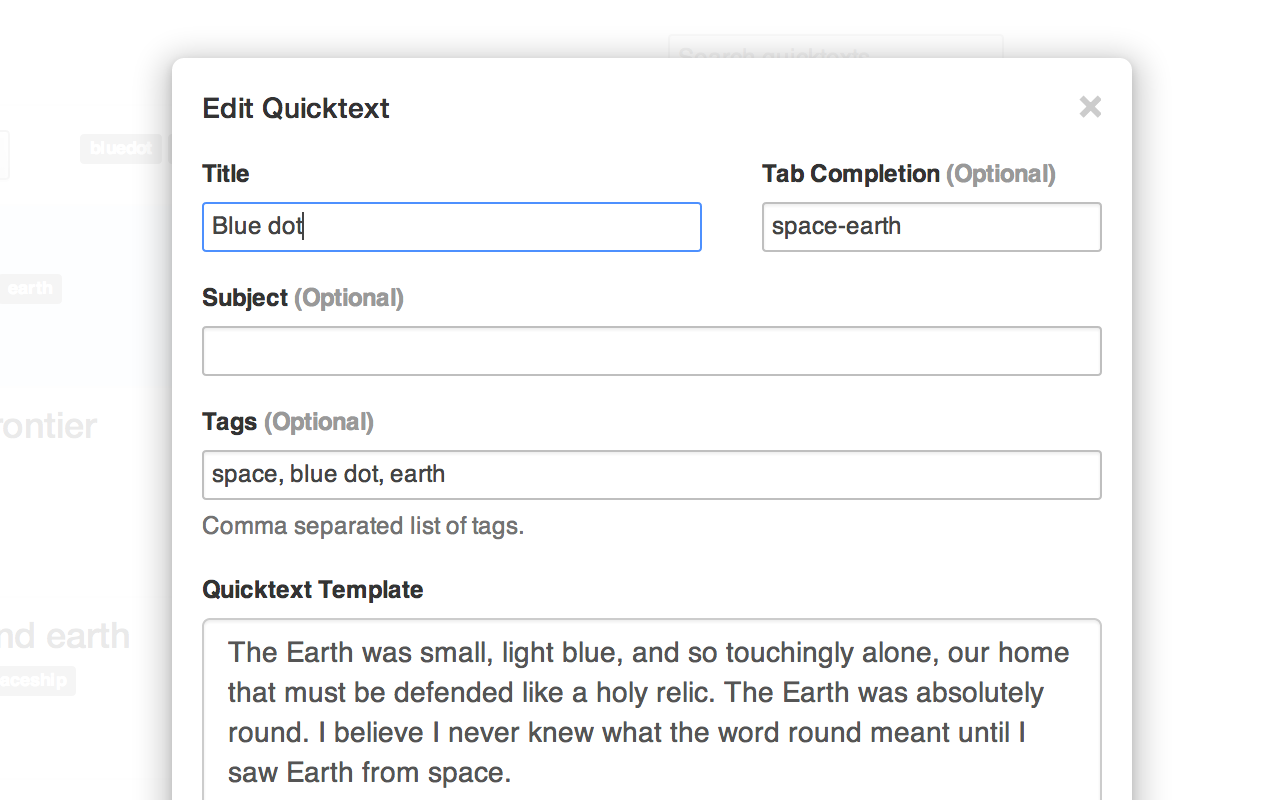 Search quicktexts
Edit Quicktext
bluedot
Title
Tab Completion (Optional)
Blue dot
space-earth
earth
Subject (Optional)
Tags (Optional)
rontier
space, blue dot, earth
Comma separated list of tags.
Quicktext Template
nd earth
The Earth was small, light blue, and so touchingly alone, our home
that must be defended like a holy relic. The Earth was absolutely
aceship
round. I believe I never knew what the word round meant until I
saw Earth from space.